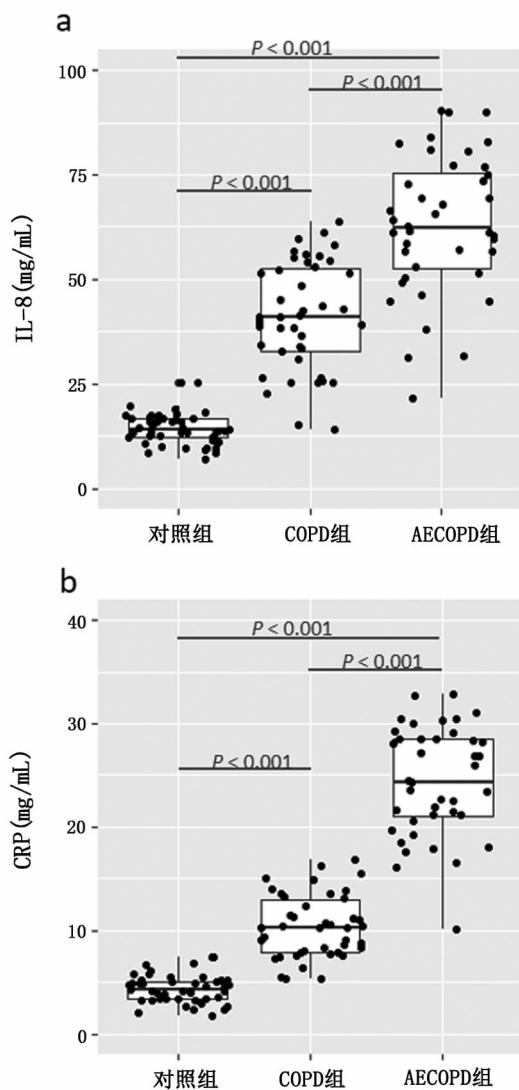 a
P < 0.001
P < 0.001
P < 0.001
100
75
50
25
0
IL-8(mg/mL)
对照组 COPD组 AECOPD组
b
P < 0.001
P < 0.001
P < 0.001
40
30
20
10
0
CRP(mg/mL)
对照组 COPD组 AECOPD组